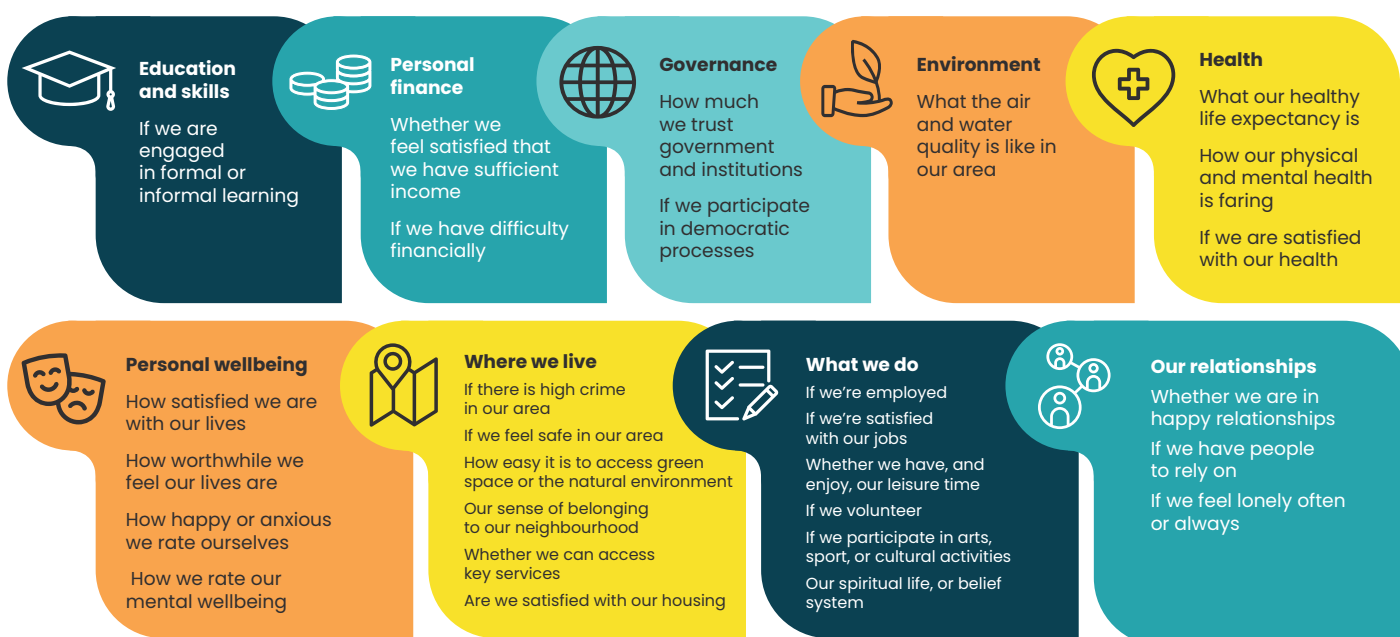 Education
and skills
If we are
engaged
in formal or
informal learning
Personal
finance
Whether we
feel satisfied that
we have sufficient
income
If we have difficulty
financially
Governance
How much
we trust
government
and institutions
If we participate
in democratic
processes
Environment
What the air
and water
quality is like in
our area
Health
What our healthy
life expectancy is
How our physical
and mental health
is faring
If we are satisfied
with our health
Personal wellbeing
How satisfied we are
with our lives
How worthwhile we
feel our lives are
How happy or anxious
we rate ourselves
How we rate our
mental wellbeing
Where we live
If there is high crime
in our area
If we feel safe in our area
How easy it is to access green
space or the natural environment
Our sense of belonging
to our neighbourhood
Whether we can access
key services
Are we satisfied with our housing
What we do
If we’re employed
If we’re satisfied
with our jobs
Whether we have, and
enjoy, our leisure time
If we volunteer
If we participate in arts,
sport, or cultural activities
Our spiritual life, or belief
system
Our relationships
Whether we are in
happy relationships
If we have people
to rely on
If we feel lonely often
or always